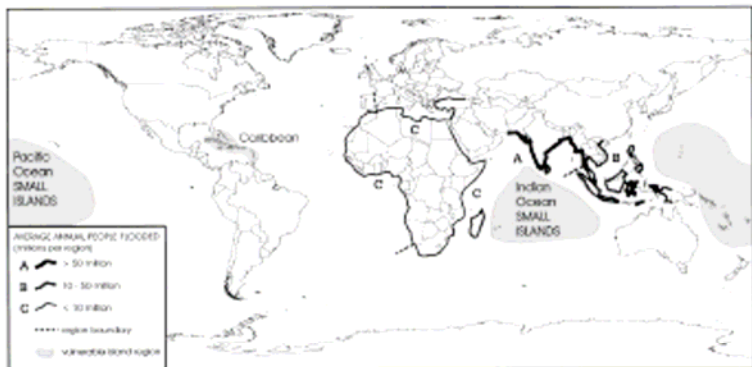 Caribbean
Pacific
Ocean
SMALL
ISLANDS
C
C
C
A
B
Indian
Ocean
SMALL
ISLANDS
AVERAGE ANNUAL PEOPLE FLOODED
(millions per region)
A > 50 million
B 10 - 50 million
C < 10 million
region boundary
vulnerable island region